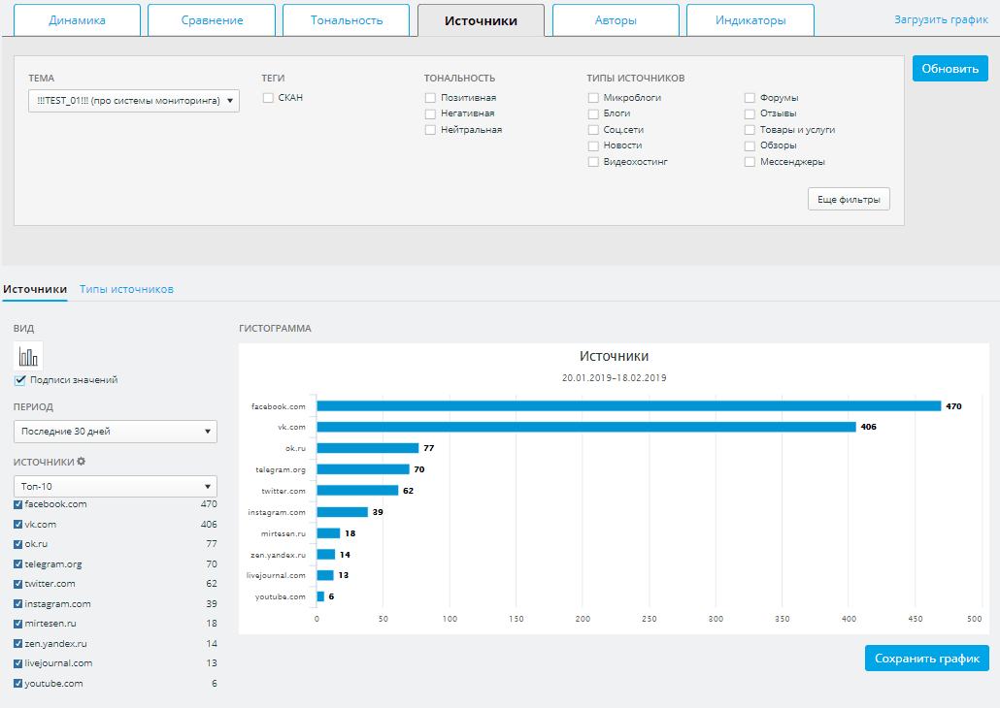 Динамика
Сравнение
Тональность
Источники
Авторы
Индикаторы
Загрузить график
Обновить
ТЕМА
ТЕГИ
ТОНАЛЬНОСТЬ
ТИПЫ ИСТОЧНИКОВ
!!!TEST_01!!! (про системы мониторинга)
СКАН
Позитивная
Негативная
Нейтральная
Микроблоги
Блоги
Соц.сети
Новости
Видеохостинг
Форумы
Отзывы
Товары и услуги
Обзоры
Мессенджеры
Еще фильтры
Источники
Типы источников
ВИД
Подписи значений
ПЕРИОД
Последние 30 дней
ИСТОЧНИКИ
Топ-10
facebook.com 470
vk.com 406
ok.ru 77
telegram.org 70
twitter.com 62
instagram.com 39
mirtesen.ru 18
zen.yandex.ru 14
livejournal.com 13
youtube.com 6
ГИСТОГРАММА
Источники
20.01.2019–18.02.2019
facebook.com 470
vk.com 406
ok.ru 77
telegram.org 70
twitter.com 62
instagram.com 39
mirtesen.ru 18
zen.yandex.ru 14
livejournal.com 13
youtube.com 6
0 50 100 150 200 250 300 350 400 450 500
Сохранить график